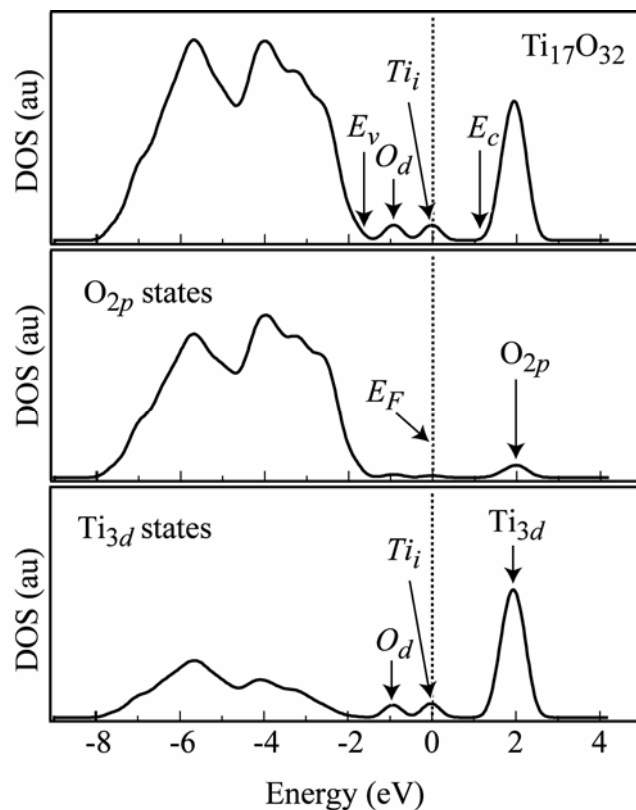 Ti17O32
DOS (au)
Ev
Od
Tii
Ec
O2p states
DOS (au)
EF
O2p
Ti3d states
DOS (au)
Od
Tii
Ti3d
-8 -6 -4 -2 0 2 4
Energy (eV)